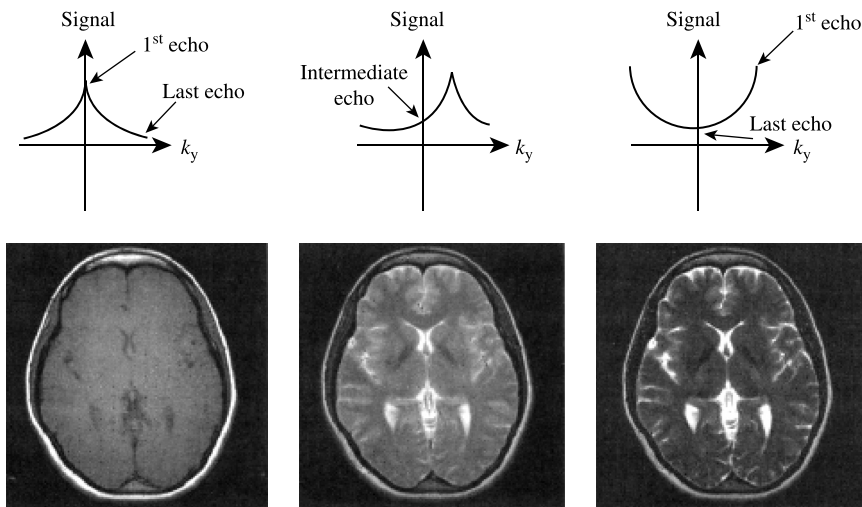 Signal
1st echo
Last echo
ky
Signal
Intermediate
echo
ky
Signal
1st echo
Last echo
ky